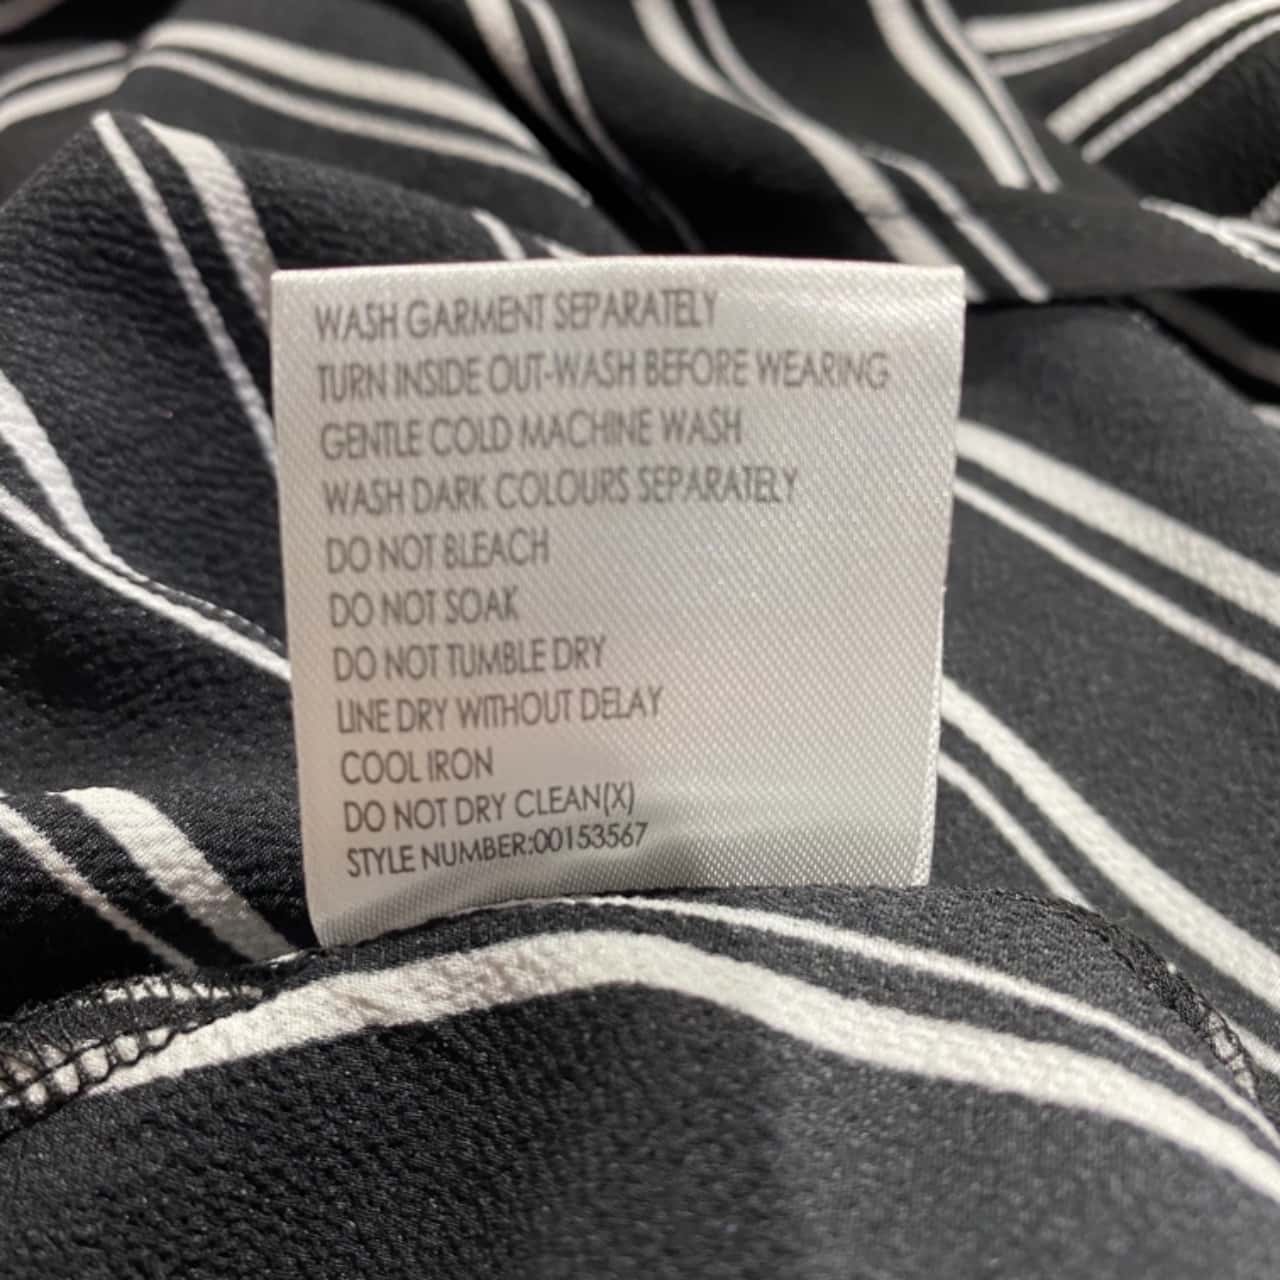 WASH GARMENT SEPARATELY
TURN INSIDE OUT-WASH BEFORE WEARING
GENTLE COLD MACHINE WASH
WASH DARK COLOURS SEPARATELY
DO NOT BLEACH
DO NOT SOAK
DO NOT TUMBLE DRY
LINE DRY WITHOUT DELAY
COOL IRON
DO NOT DRY CLEAN(X)
STYLE NUMBER:00153567